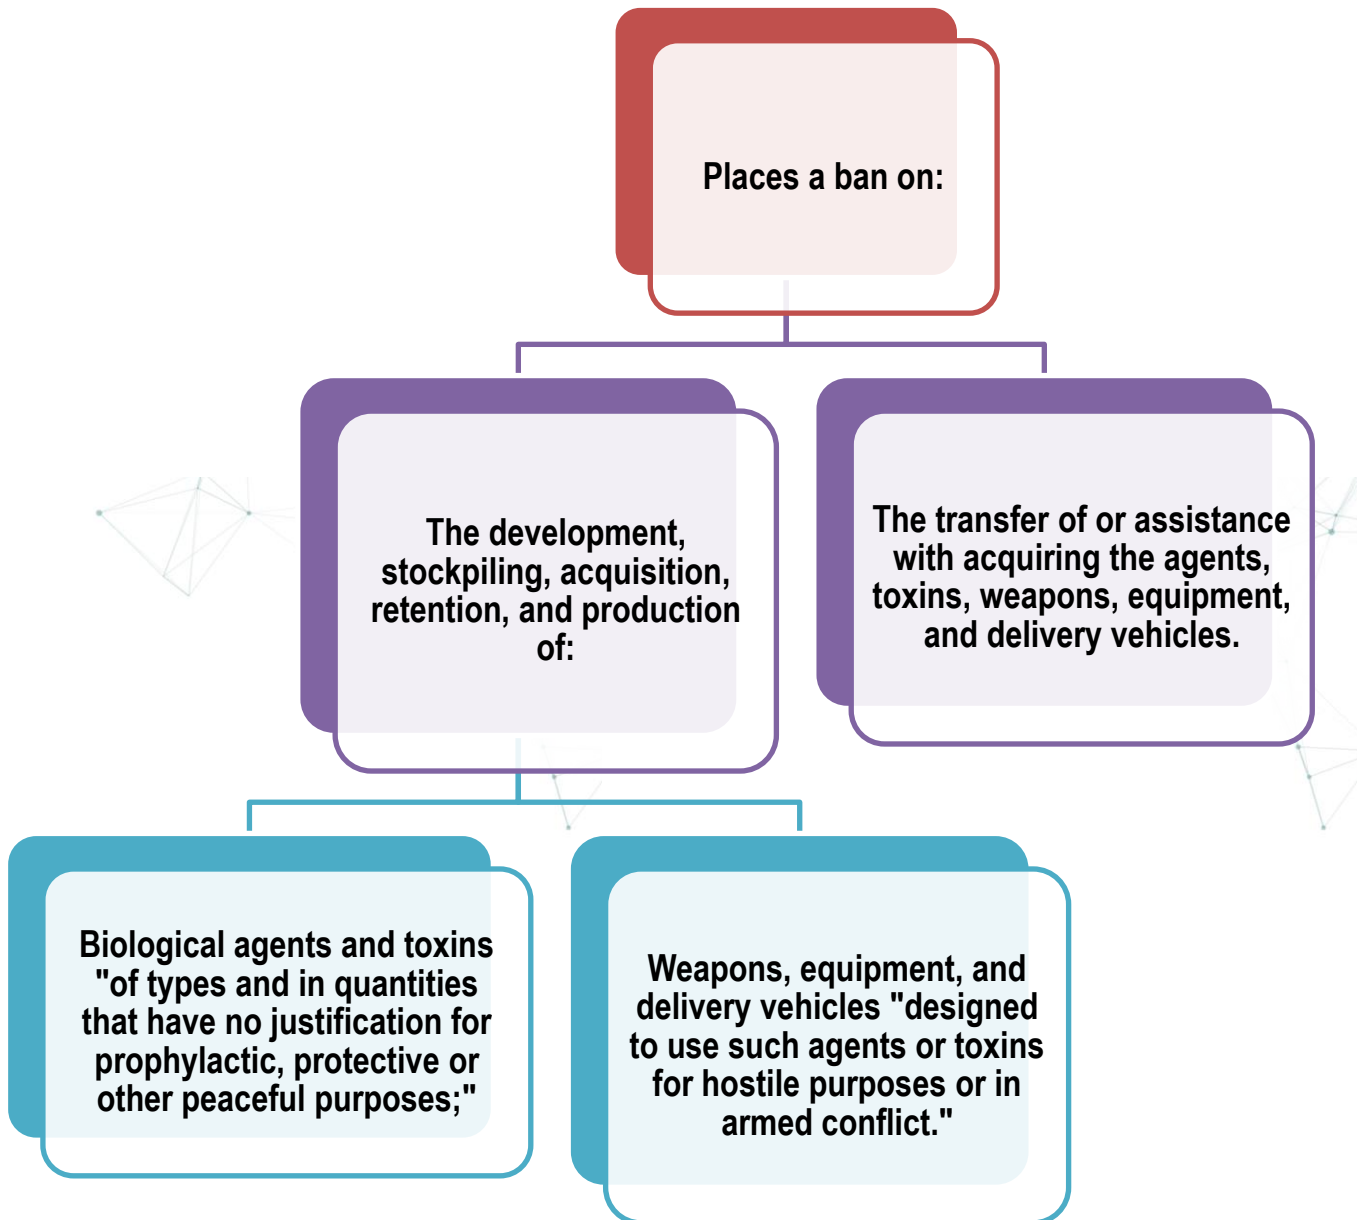 Places a ban on:
The development,
stockpiling, acquisition,
retention, and production
of:
The transfer of or assistance
with acquiring the agents,
toxins, weapons, equipment,
and delivery vehicles.
Biological agents and toxins
"of types and in quantities
that have no justification for
prophylactic, protective or
other peaceful purposes;"
Weapons, equipment, and
delivery vehicles "designed
to use such agents or toxins
for hostile purposes or in
armed conflict."